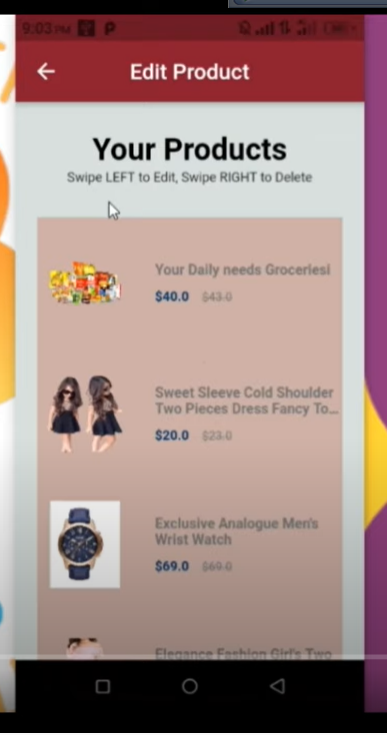 9:03 PM
Edit Product
Your Products
Swipe LEFT to Edit, Swipe RIGHT to Delete
Your Daily needs Groceries!
$40.0 $43.0
Sweet Sleeve Cold Shoulder
Two Pieces Dress Fancy To...
$20.0 $23.0
Exclusive Analogue Men's
Wrist Watch
$69.0 $69.0
Elegance Fashion Girl's Two